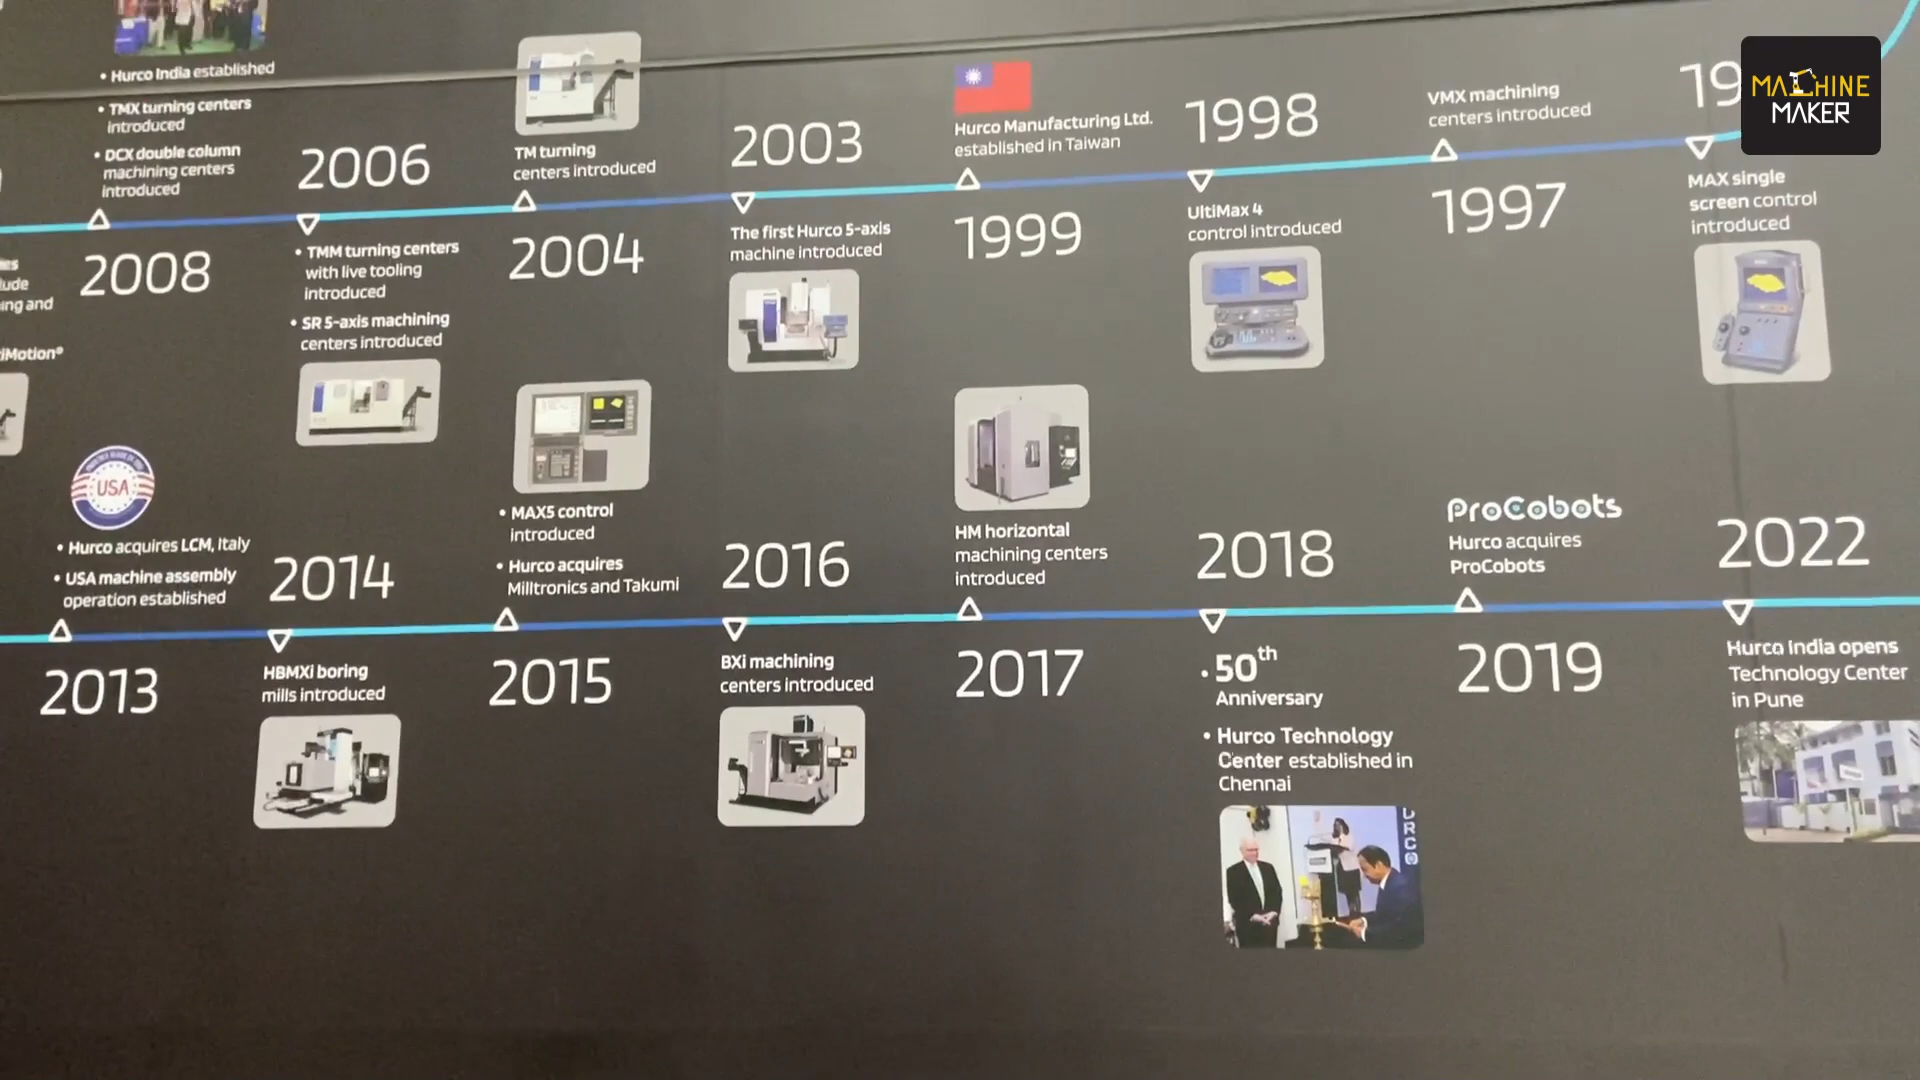 • Hurco India established
• TMX turning centers
introduced
• DCX double column
machining centers
introduced
2008
2006
• TMM turning centers
with live tooling
introduced
• SR 5-axis machining
centers introduced
TM turning
centers introduced
2004
2003
The first Hurco 5-axis
machine introduced
Hurco Manufacturing Ltd.
established in Taiwan
1999
1998
UltiMax 4
control introduced
VMX machining
centers introduced
1997
19
MAX single
screen control
introduced
MACHINE
MAKER
ing and
iMotion®
USA
• Hurco acquires LCM, Italy
• USA machine assembly
operation established
2013
2014
HBMXi boring
mills introduced
• MAX5 control
introduced
• Hurco acquires
Milltronics and Takumi
2015
2016
BXi machining
centers introduced
HM horizontal
machining centers
introduced
2017
2018
• 50th
Anniversary
• Hurco Technology
Center established in
Chennai
ProCobots
Hurco acquires
ProCobots
2019
2022
Hurco India opens
Technology Center
in Pune